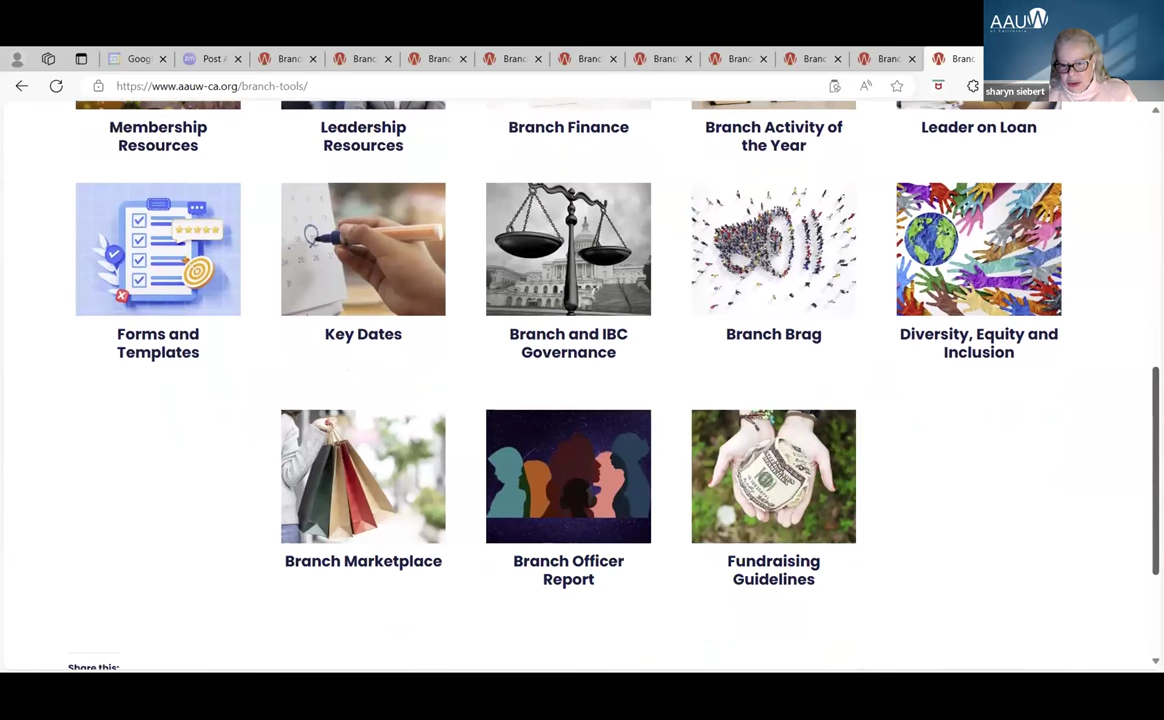 AAUW
of California
Goog
Post A
Branc
Branc
Branc
Branc
Branc
Branc
Branc
Branc
Branc
Branc
sharyn siebert
https://www.aauw-ca.org/branch-tools/
Membership
Resources
Leadership
Resources
Branch Finance
Branch Activity of
the Year
Leader on Loan
Forms and
Templates
Key Dates
Branch and IBC
Governance
Branch Brag
Diversity, Equity and
Inclusion
Branch Marketplace
Branch Officer
Report
Fundraising
Guidelines
Share this: